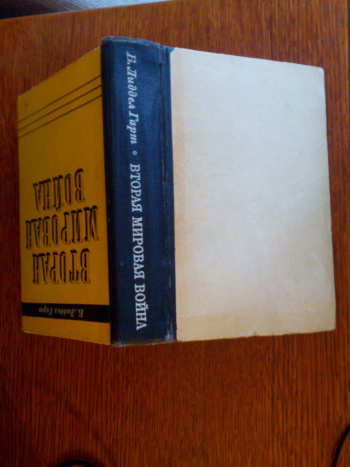 Б. Лиддел Гарт • ВТОРАЯ МИРОВАЯ ВОЙНА
Б. Лиддел Гарт
ВТОРАЯ
МИРОВАЯ
ВОЙНА